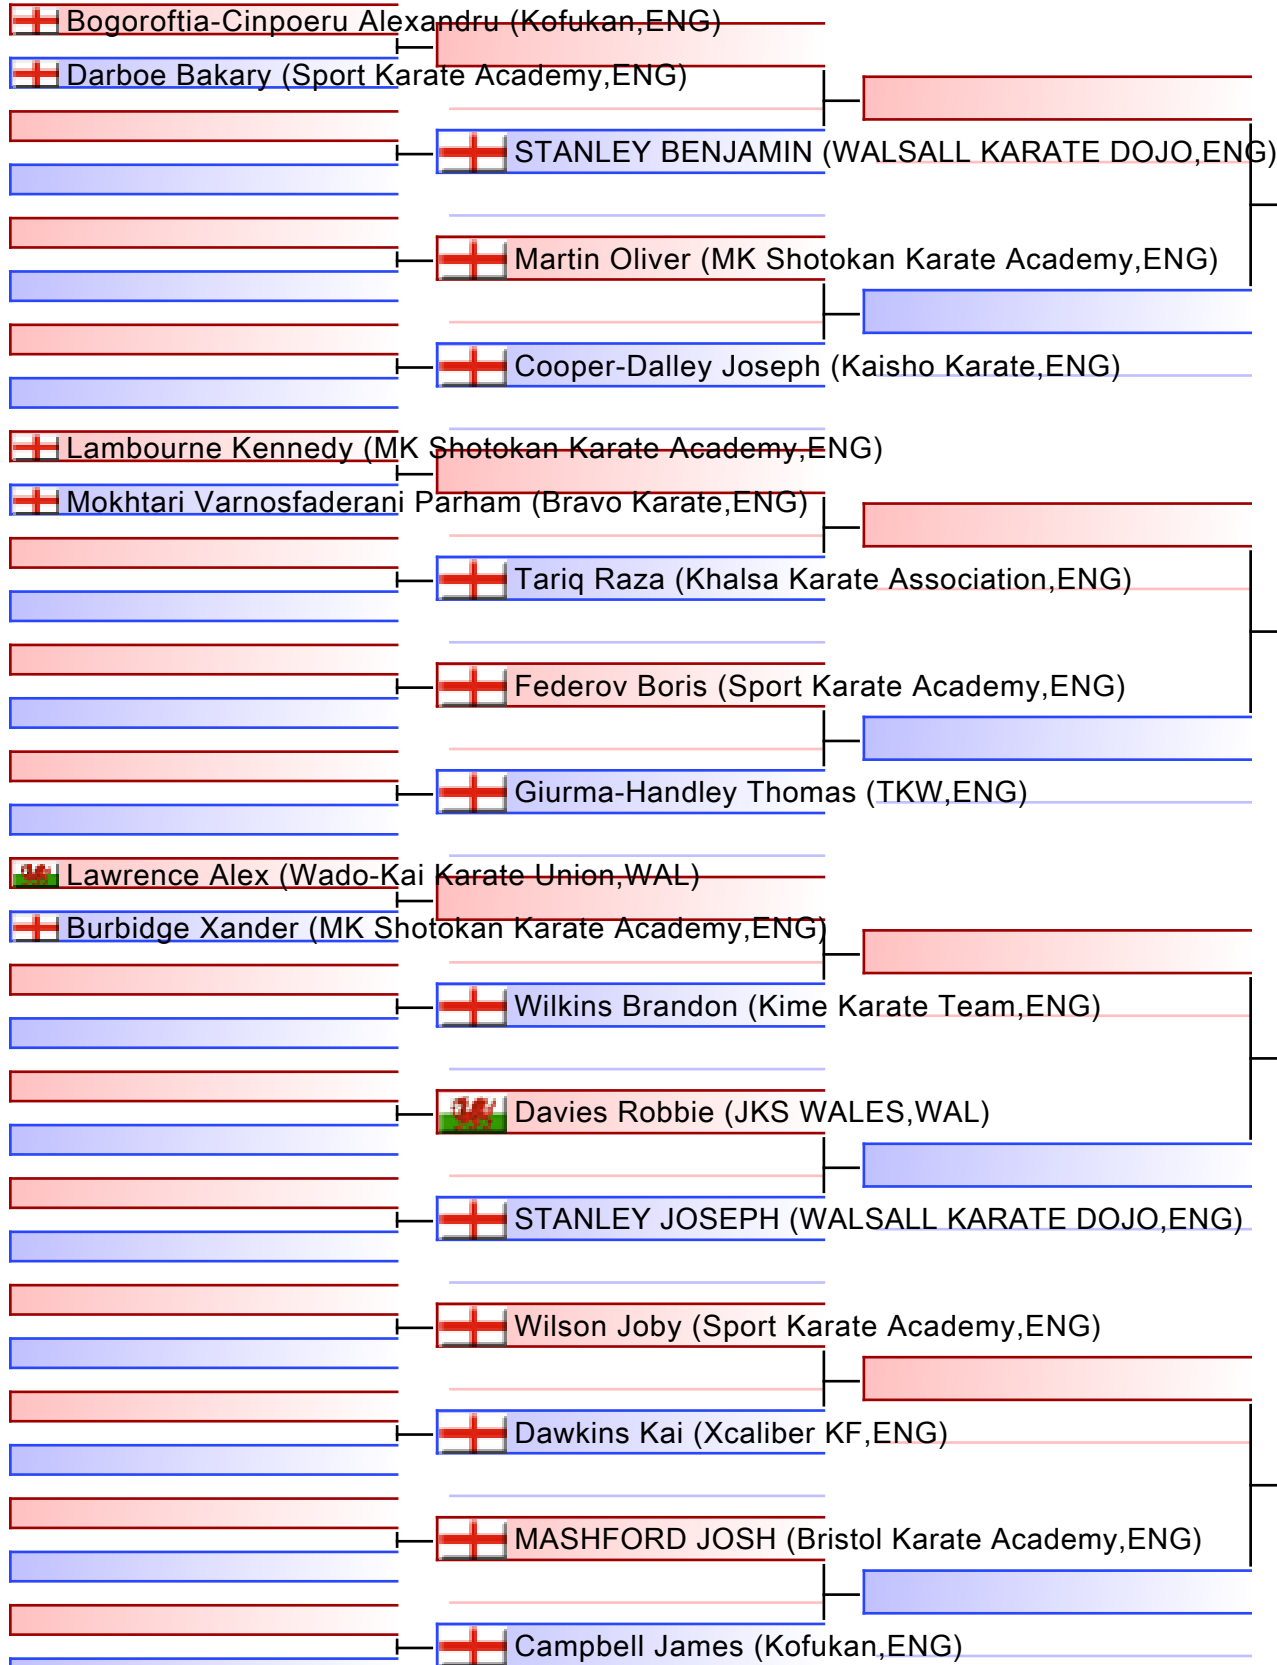 Bogoroftia-Cinpoeru Alexandru (Kofukan,ENG)
Darboe Bakary (Sport Karate Academy,ENG)
STANLEY BENJAMIN (WALSALL KARATE DOJO,ENG)
Martin Oliver (MK Shotokan Karate Academy,ENG)
Cooper-Dalley Joseph (Kaisho Karate,ENG)
Lambourne Kennedy (MK Shotokan Karate Academy,ENG)
Mokhtari Varnosfaderani Parham (Bravo Karate,ENG)
Tariq Raza (Khalsa Karate Association,ENG)
Federov Boris (Sport Karate Academy,ENG)
Giurma-Handley Thomas (TKW,ENG)
Lawrence Alex (Wado-Kai Karate Union,WAL)
Burbidge Xander (MK Shotokan Karate Academy,ENG)
Wilkins Brandon (Kime Karate Team,ENG)
Davies Robbie (JKS WALES,WAL)
STANLEY JOSEPH (WALSALL KARATE DOJO,ENG)
Wilson Joby (Sport Karate Academy,ENG)
Dawkins Kai (Xcaliber KF,ENG)
MASHFORD JOSH (Bristol Karate Academy,ENG)
Campbell James (Kofukan,ENG)